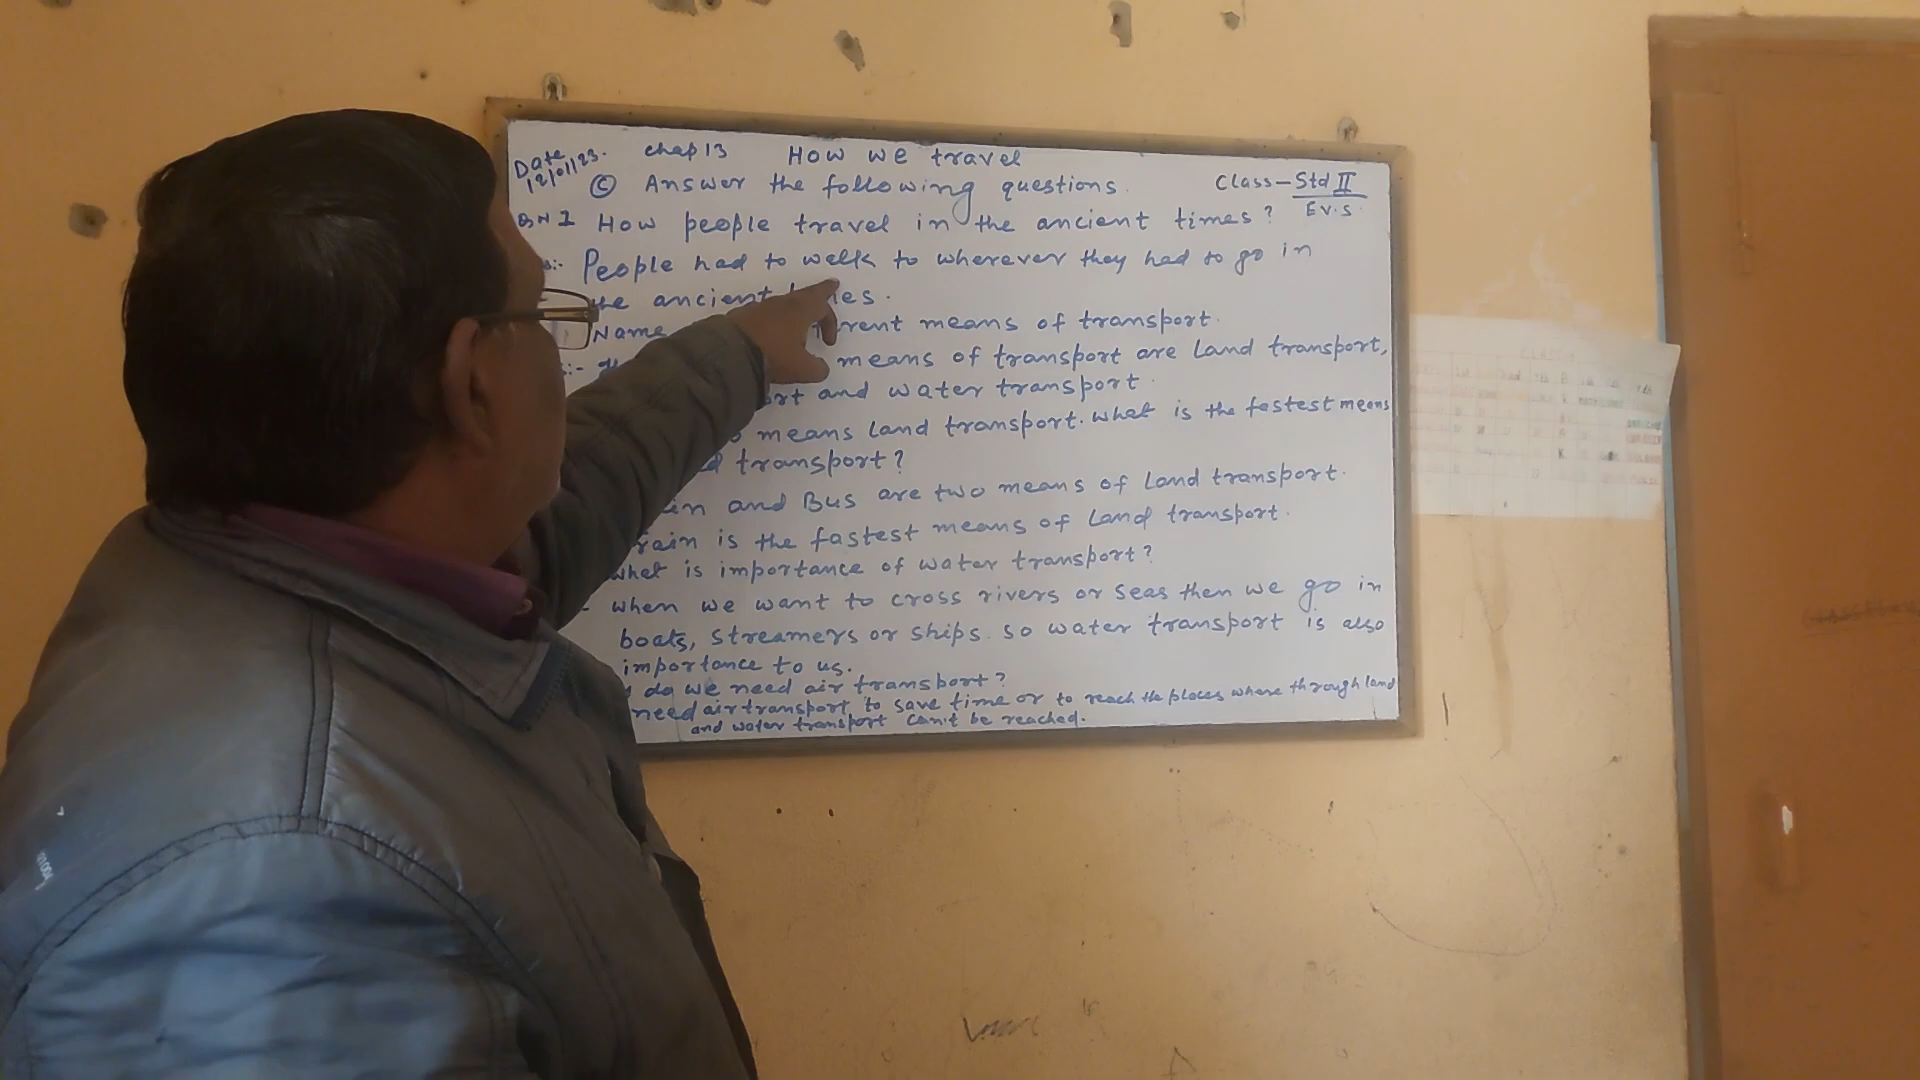 Date 12/01/23. Chap 13 How we travel
© Answer the following questions. Class - Std II
E.V.S.
QN 1 How people travel in the ancient times?
People had to walk to wherever they had to go in
the ancient
Name means of transport.
means of transport are Land transport,
and water transport.
means Land transport. what is the fastest means
transport?
and Bus are two means of Land transport.
is the fastest means of Land transport.
what is importance of water transport?
- when we want to cross rivers or seas then we go in
boats, streamers or ships. so water transport is also
importance to us.
do we need air transport?
need air transport to save time or to reach the places where through land
and water transport can't be reached.